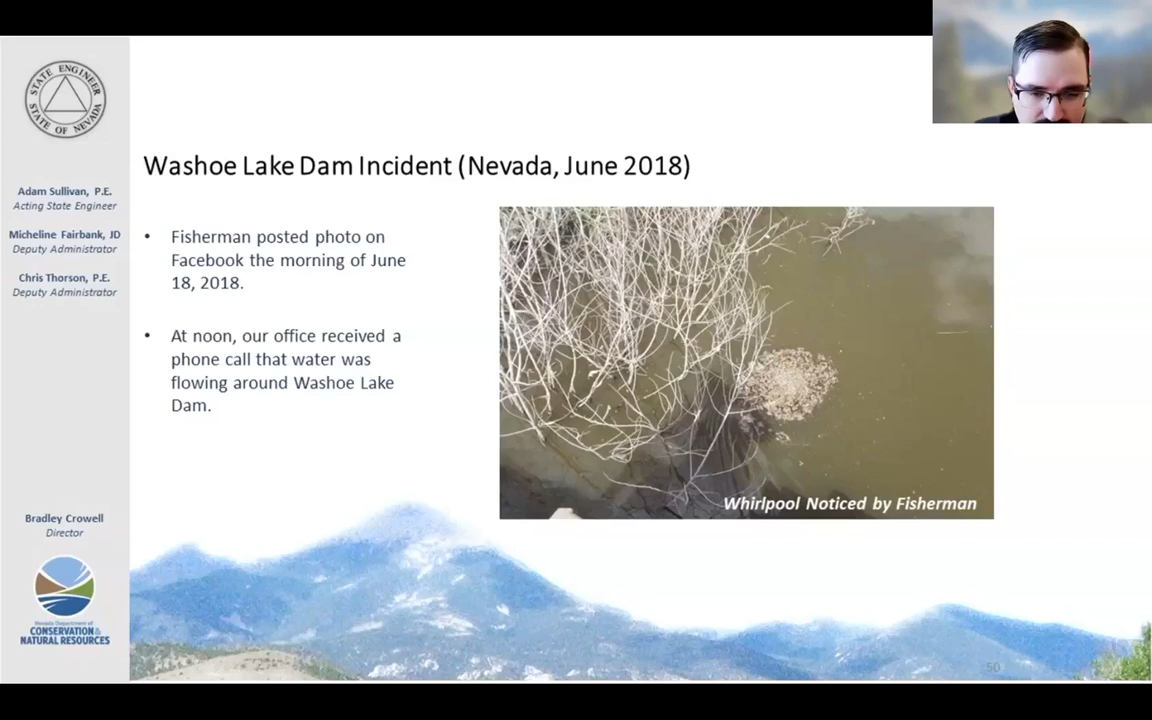 STATE ENGINEER
STATE OF NEVADA
Adam Sullivan, P.E.
Acting State Engineer
Micheline Fairbank, JD
Deputy Administrator
Chris Thorson, P.E.
Deputy Administrator
Bradley Crowell
Director
Nevada Department of
CONSERVATION &
NATURAL RESOURCES
Washoe Lake Dam Incident (Nevada, June 2018)
• Fisherman posted photo on
Facebook the morning of June
18, 2018.
• At noon, our office received a
phone call that water was
flowing around Washoe Lake
Dam.
Whirlpool Noticed by Fisherman
50